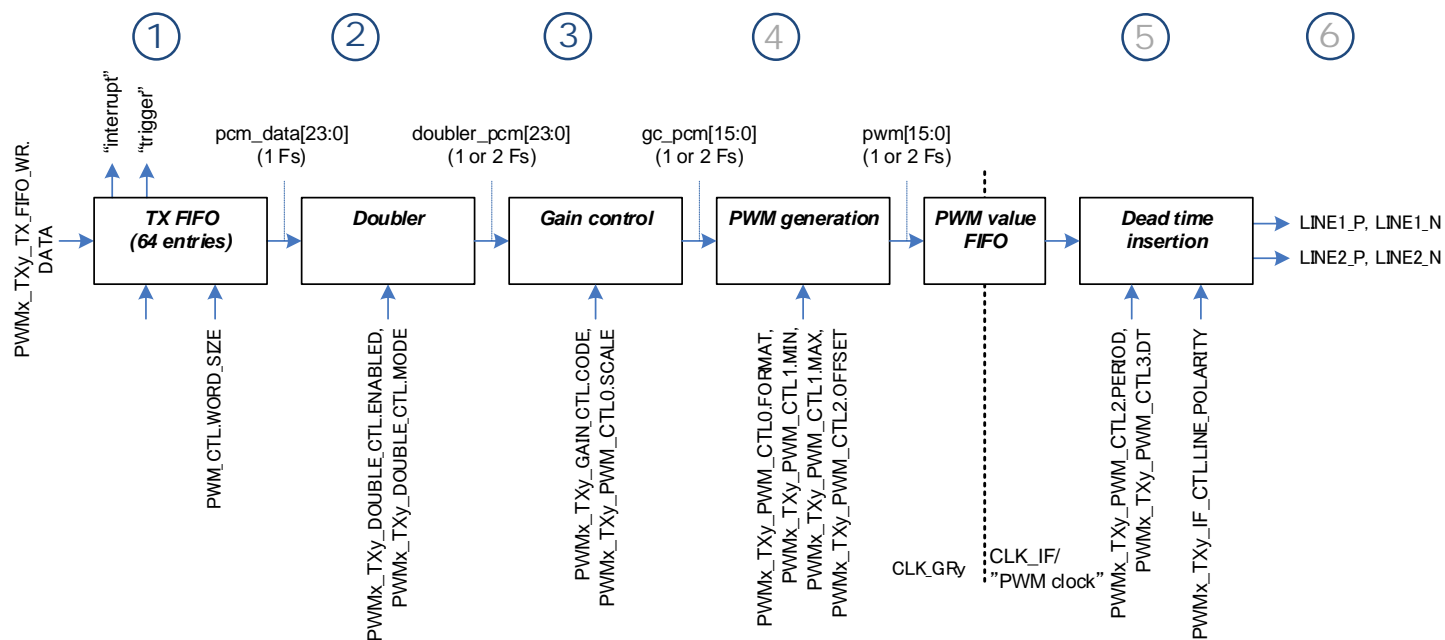 1
2
3
4
5
6
"interrupt"
"trigger"
pcm_data[23:0]
(1 Fs)
doubler_pcm[23:0]
(1 or 2 Fs)
gc_pcm[15:0]
(1 or 2 Fs)
pwm[15:0]
(1 or 2 Fs)
PWMx_TXy_TX_FIFO_WR.
DATA
TX FIFO
(64 entries)
Doubler
Gain control
PWM generation
PWM value
FIFO
Dead time
insertion
LINE1_P, LINE1_N
LINE2_P, LINE2_N
PWM_CTL.WORD_SIZE
PWMx_TXy_DOUBLE_CTL.ENABLED,
PWMx_TXy_DOUBLE_CTL.MODE
PWMx_TXy_GAIN_CTL.CODE,
PWMx_TXy_PWM_CTL0.SCALE
PWMx_TXy_PWM_CTL0.FORMAT,
PWMx_TXy_PWM_CTL1.MIN,
PWMx_TXy_PWM_CTL1.MAX,
PWMx_TXy_PWM_CTL2.OFFSET
CLK_GRy
CLK_IF/
"PWM clock"
PWMx_TXy_PWM_CTL2.PERIOD,
PWMx_TXy_PWM_CTL3.DT
PWMx_TXy_IF_CTL.LINE_POLARITY